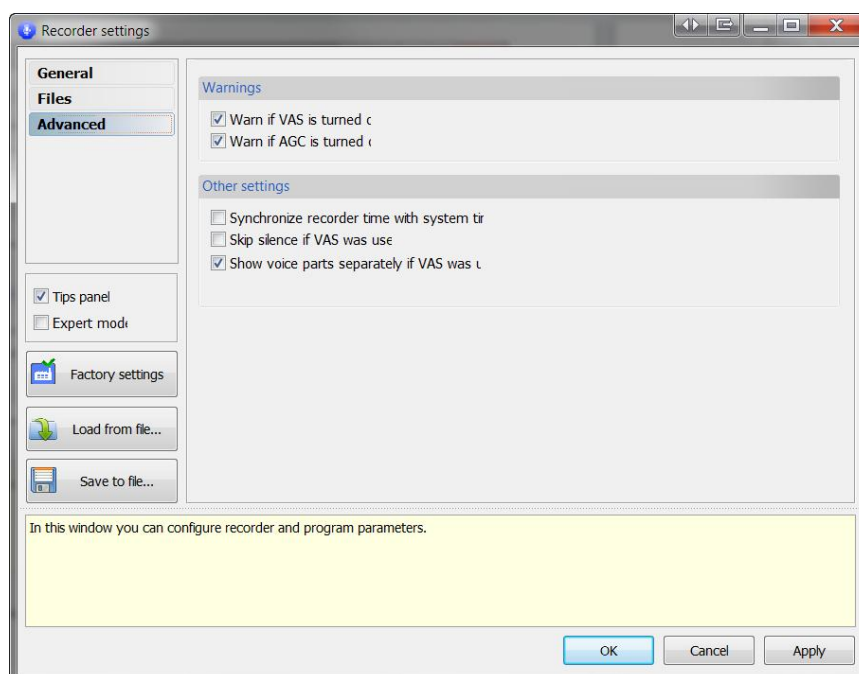 Recorder settings
General
Files
Advanced
Warnings
Warn if VAS is turned
Warn if AGC is turned
Other settings
Synchronize recorder time with system
Skip silence if VAS was
Show voice parts separately if VAS was
Tips panel
Expert
Factory settings
Load from file...
Save to file...
In this window you can configure recorder and program parameters.
OK
Cancel
Apply